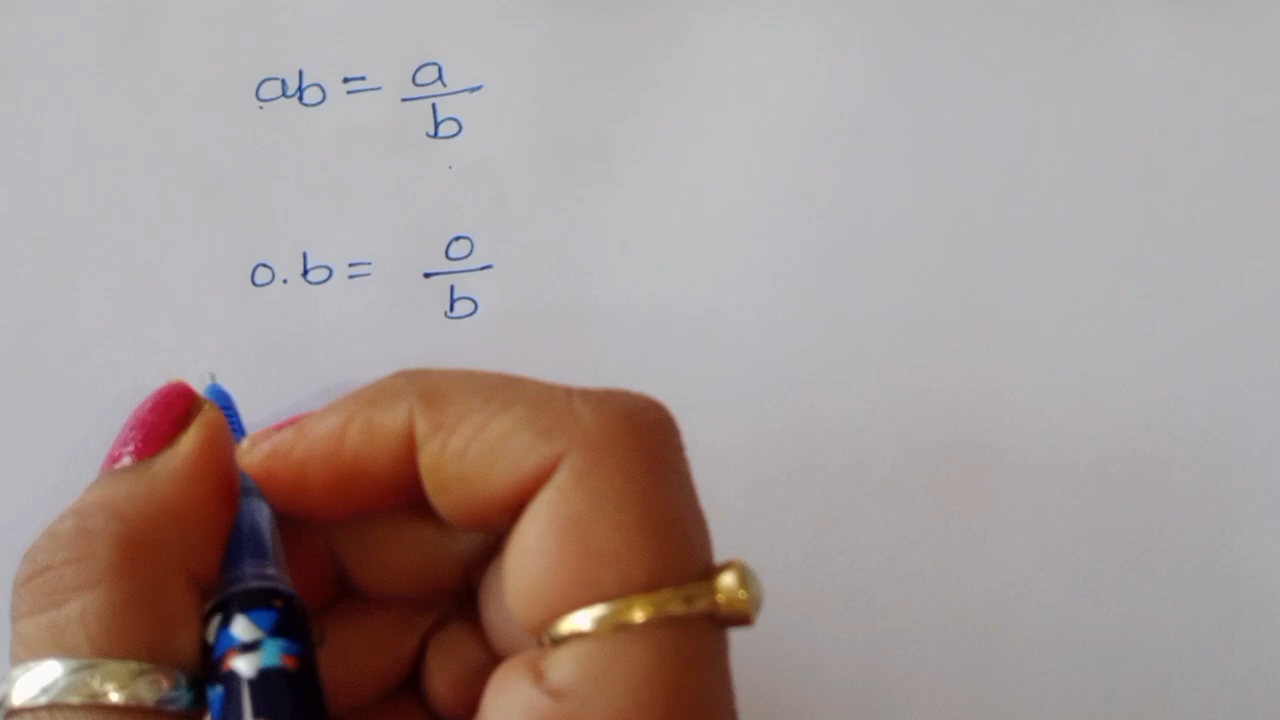 ab = a/b
0.b = 0/b